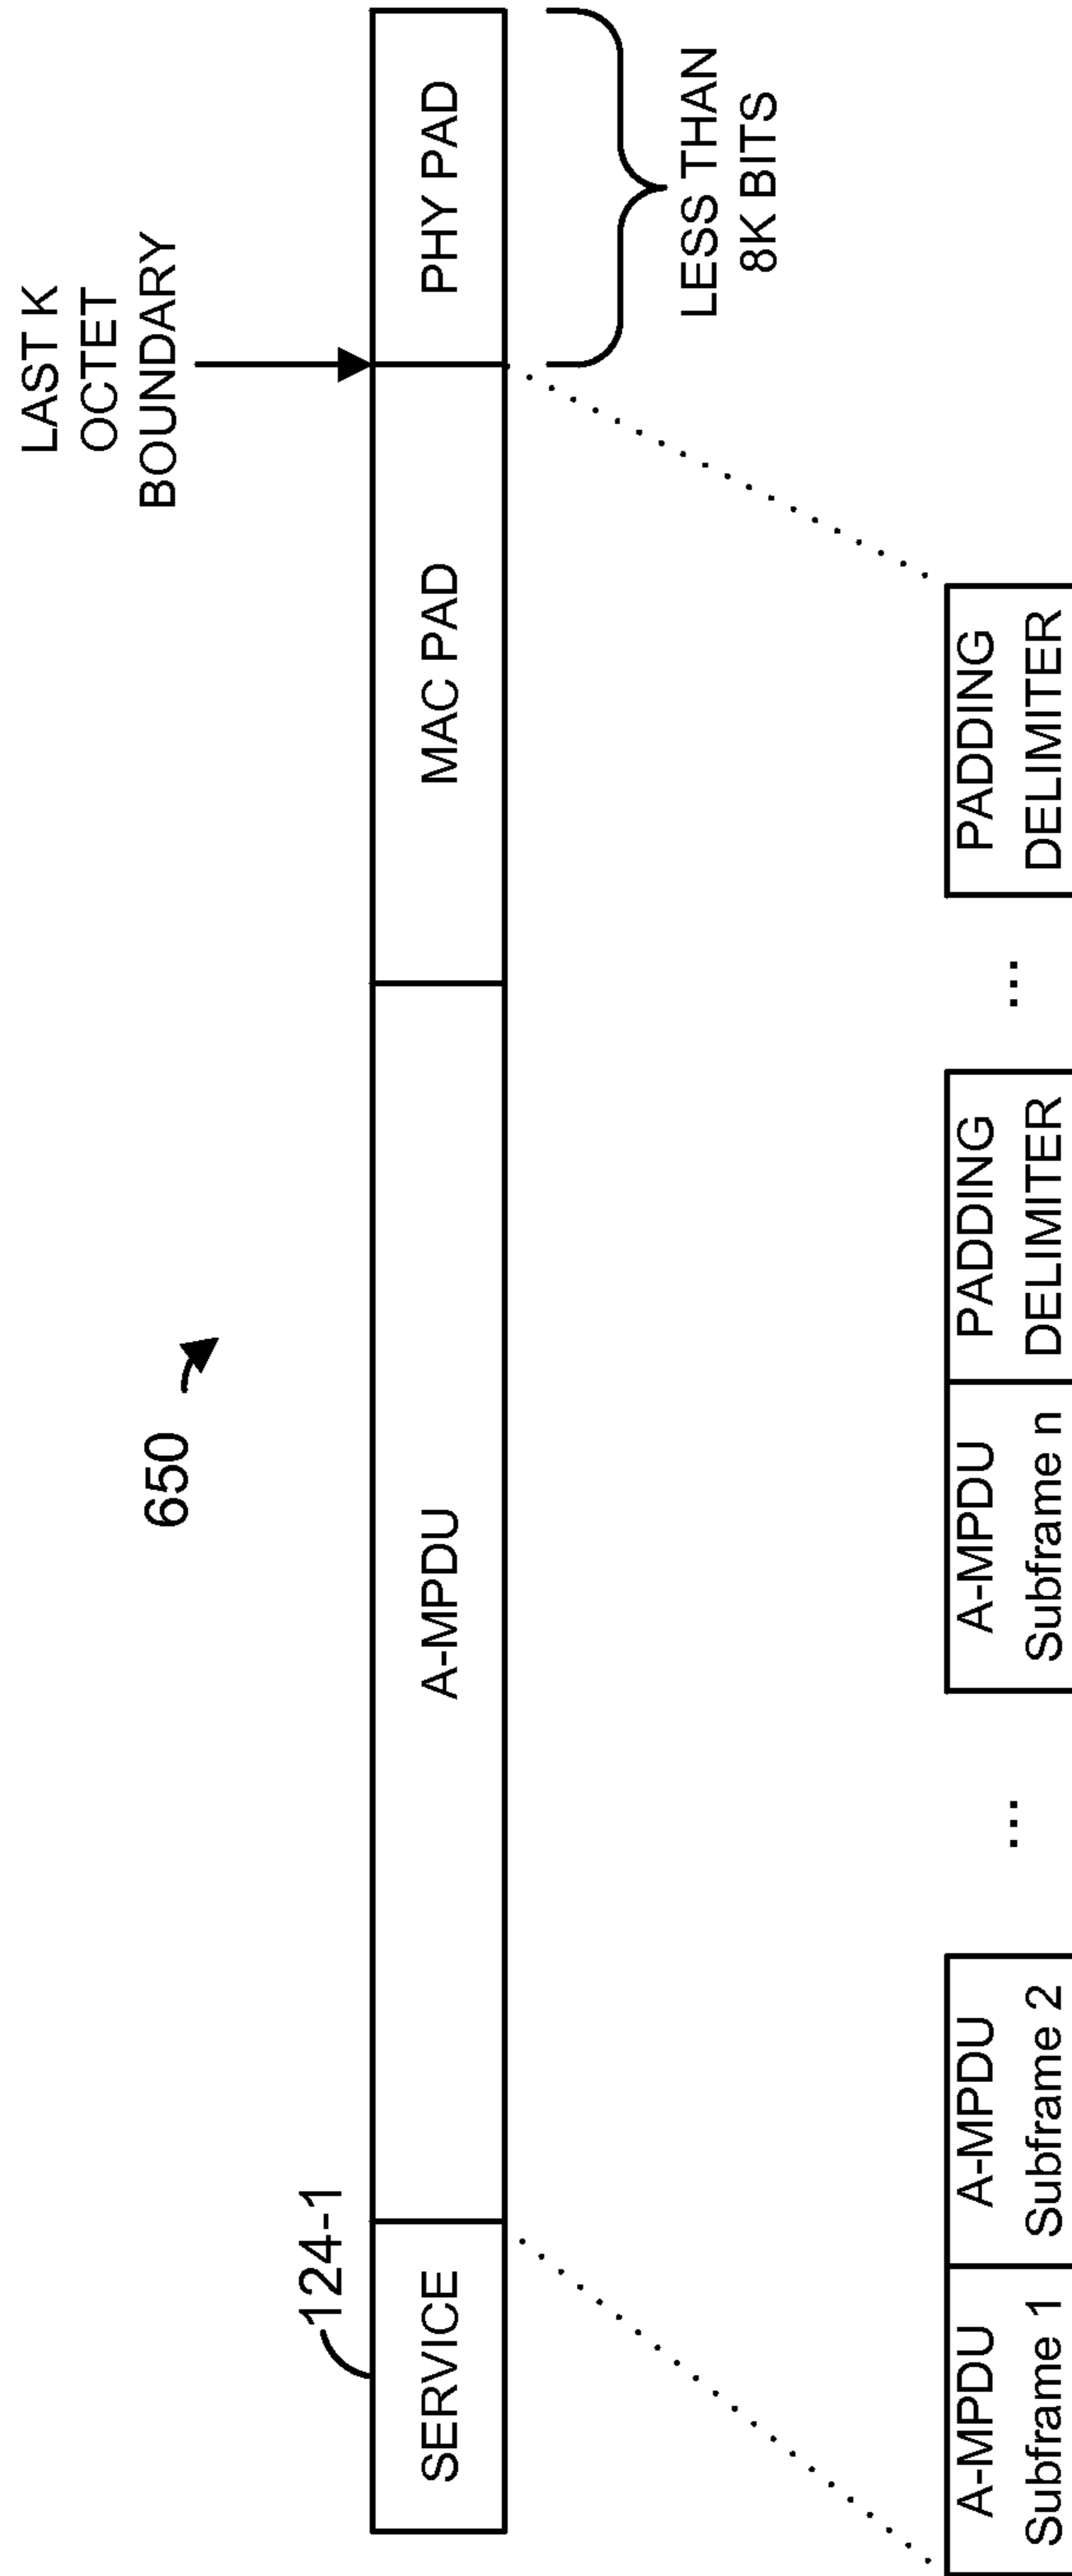 650
LAST K
OCTET
BOUNDARY
124-1
SERVICE
A-MPDU
MAC PAD
PHY PAD
LESS THAN
8K BITS
A-MPDU
Subframe 1
A-MPDU
Subframe 2
...
A-MPDU
Subframe n
PADDING
DELIMITER
...
PADDING
DELIMITER